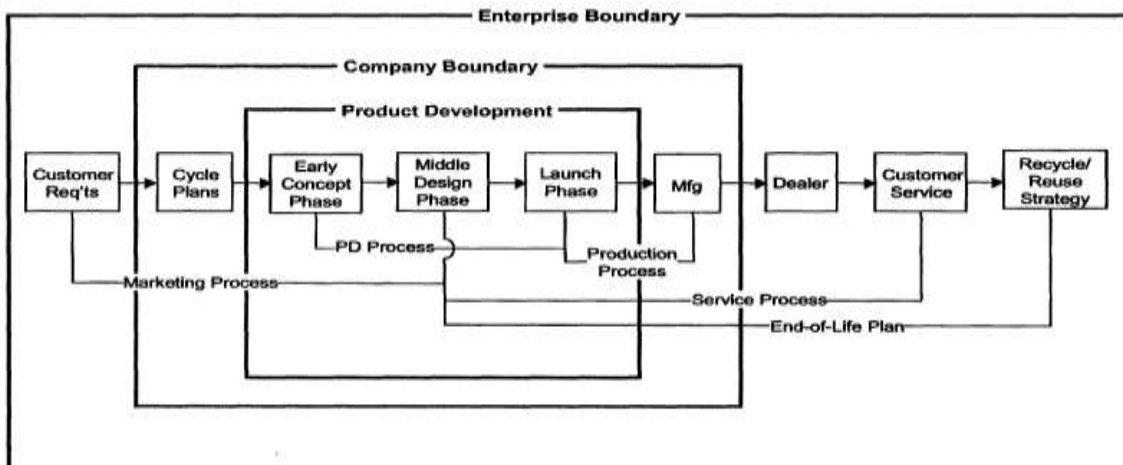 Enterprise Boundary
Company Boundary
Product Development
Customer
Req'ts
Cycle
Plans
Early
Concept
Phase
Middle
Design
Phase
Launch
Phase
Mfg
Dealer
Customer
Service
Recycle/
Reuse
Strategy
PD Process
Production
Process
Marketing Process
Service Process
End-of-Life Plan